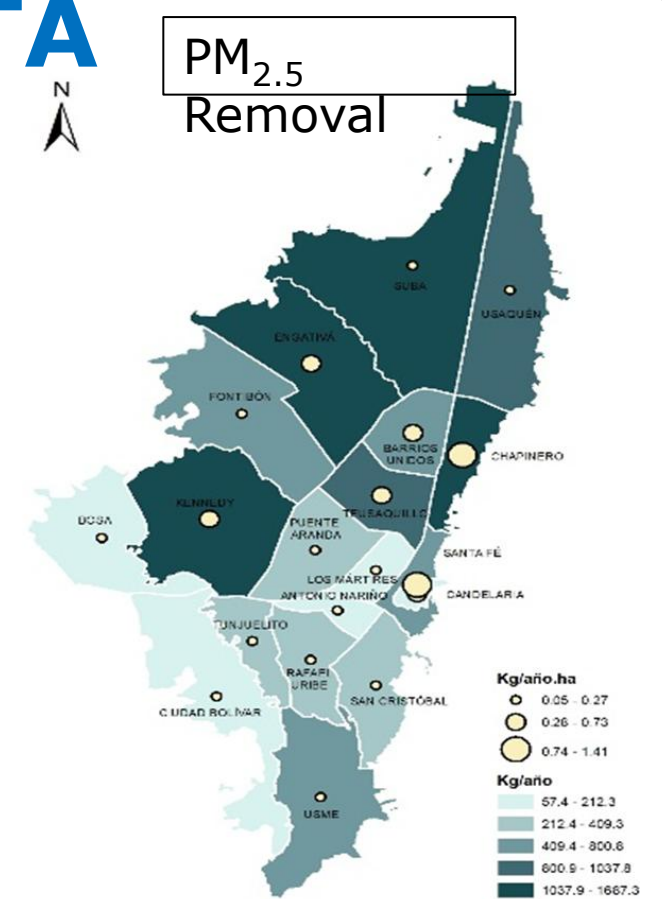 TA
PM2.5
Removal
N
SUBA
USAQUÉN
ENGATIVÁ
FONTIBÓN
BARRIOS
UNIDOS
CHAPINERO
KENNEDY
TEUSAQUILLO
BOSA
PUENTE
ARANDA
SANTA FÉ
LOS MÁRTIRES
ANTONIO NARIÑO
CANDELARIA
TUNJUELITO
RAFAEL
URIBE
SAN CRISTÓBAL
CIUDAD BOLÍVAR
USME
Kg/año.ha
0.05 - 0.27
0.26 - 0.73
0.74 - 1.41
Kg/año
57.4 - 212.3
212.4 - 409.3
409.4 - 800.8
800.9 - 1037.8
1037.9 - 1667.3